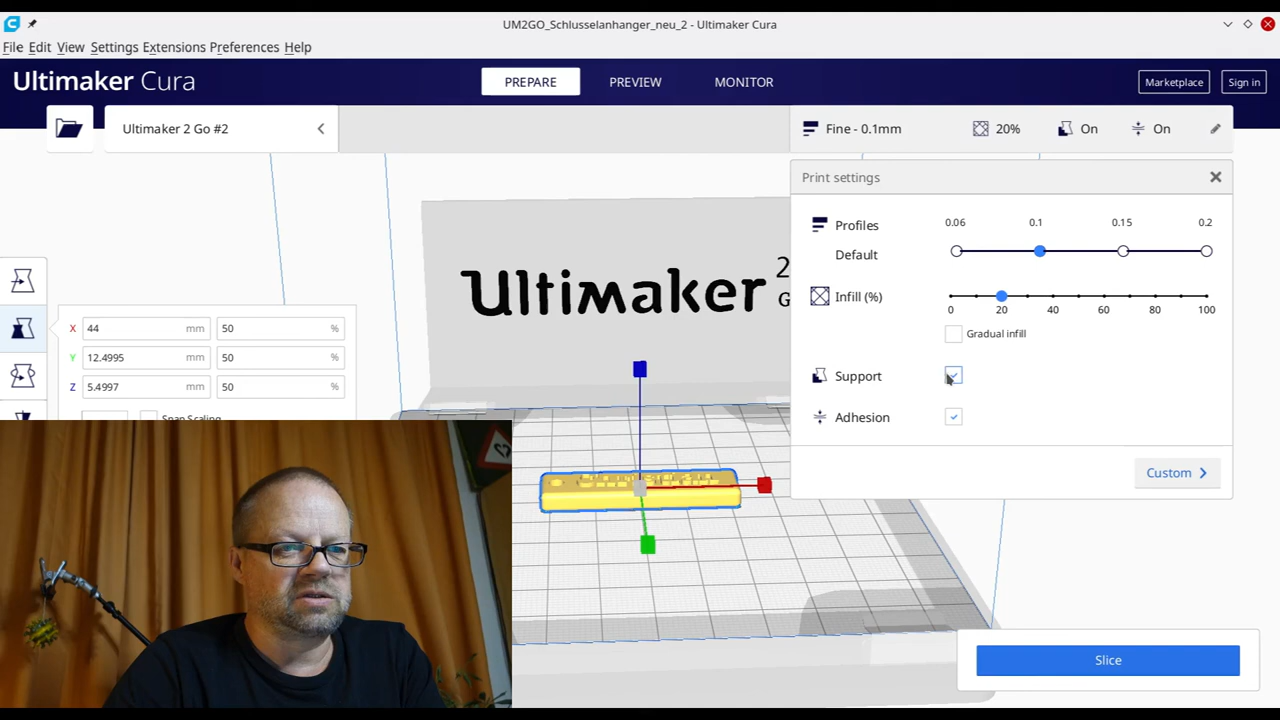 UM2GO_Schlusselanhanger_neu_2 - Ultimaker Cura
File Edit View Settings Extensions Preferences Help
Ultimaker Cura
PREPARE
PREVIEW
MONITOR
Marketplace
Sign in
Ultimaker 2 Go #2
Fine - 0.1mm
20%
On
On
Print settings
Profiles
0.06 0.1 0.15 0.2
Default
Infill (%)
0 20 40 60 80 100
Gradual infill
Support
Adhesion
Custom
Ultimaker 2
G
X 44 mm 50 %
Y 12.4995 mm 50 %
Z 5.4997 mm 50 %
Snap Scaling
Slice